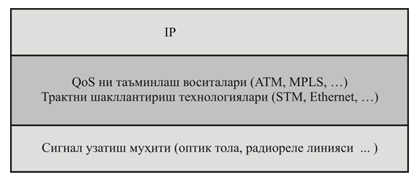 IP
QoS ни таъминлаш воситалари (ATM, MPLS, …)
Трактни шакллантириш технологиялари (STM, Ethernet, …)
Сигнал узатиш муҳити (оптик тола, радиореле линияси ... )